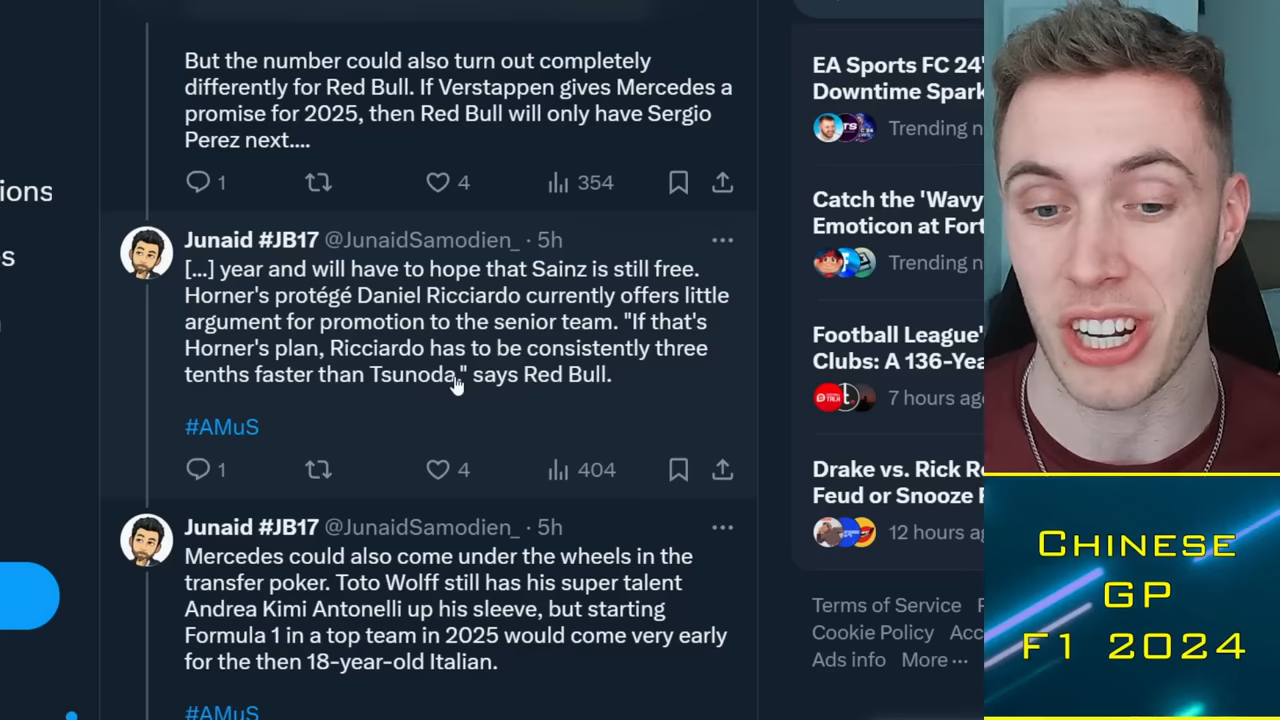 But the number could also turn out completely
differently for Red Bull. If Verstappen gives Mercedes a
promise for 2025, then Red Bull will only have Sergio
Perez next....
1
4
354
ions
s
Junaid #JB17 @JunaidSamodien_ · 5h
[...] year and will have to hope that Sainz is still free.
Horner's protégé Daniel Ricciardo currently offers little
argument for promotion to the senior team. "If that's
Horner's plan, Ricciardo has to be consistently three
tenths faster than Tsunoda," says Red Bull.
#AMuS
1
4
404
Junaid #JB17 @JunaidSamodien_ · 5h
Mercedes could also come under the wheels in the
transfer poker. Toto Wolff still has his super talent
Andrea Kimi Antonelli up his sleeve, but starting
Formula 1 in a top team in 2025 would come very early
for the then 18-year-old Italian.
#AMuS
EA Sports FC 24'
Downtime Spark
Trending n
Catch the 'Wavy
Emoticon at Fort
Trending n
Football League'
Clubs: A 136-Yea
7 hours ag
Drake vs. Rick R
Feud or Snooze F
12 hours ag
Terms of Service
Cookie Policy Acc
Ads info More ...
CHINESE
GP
F1 2024